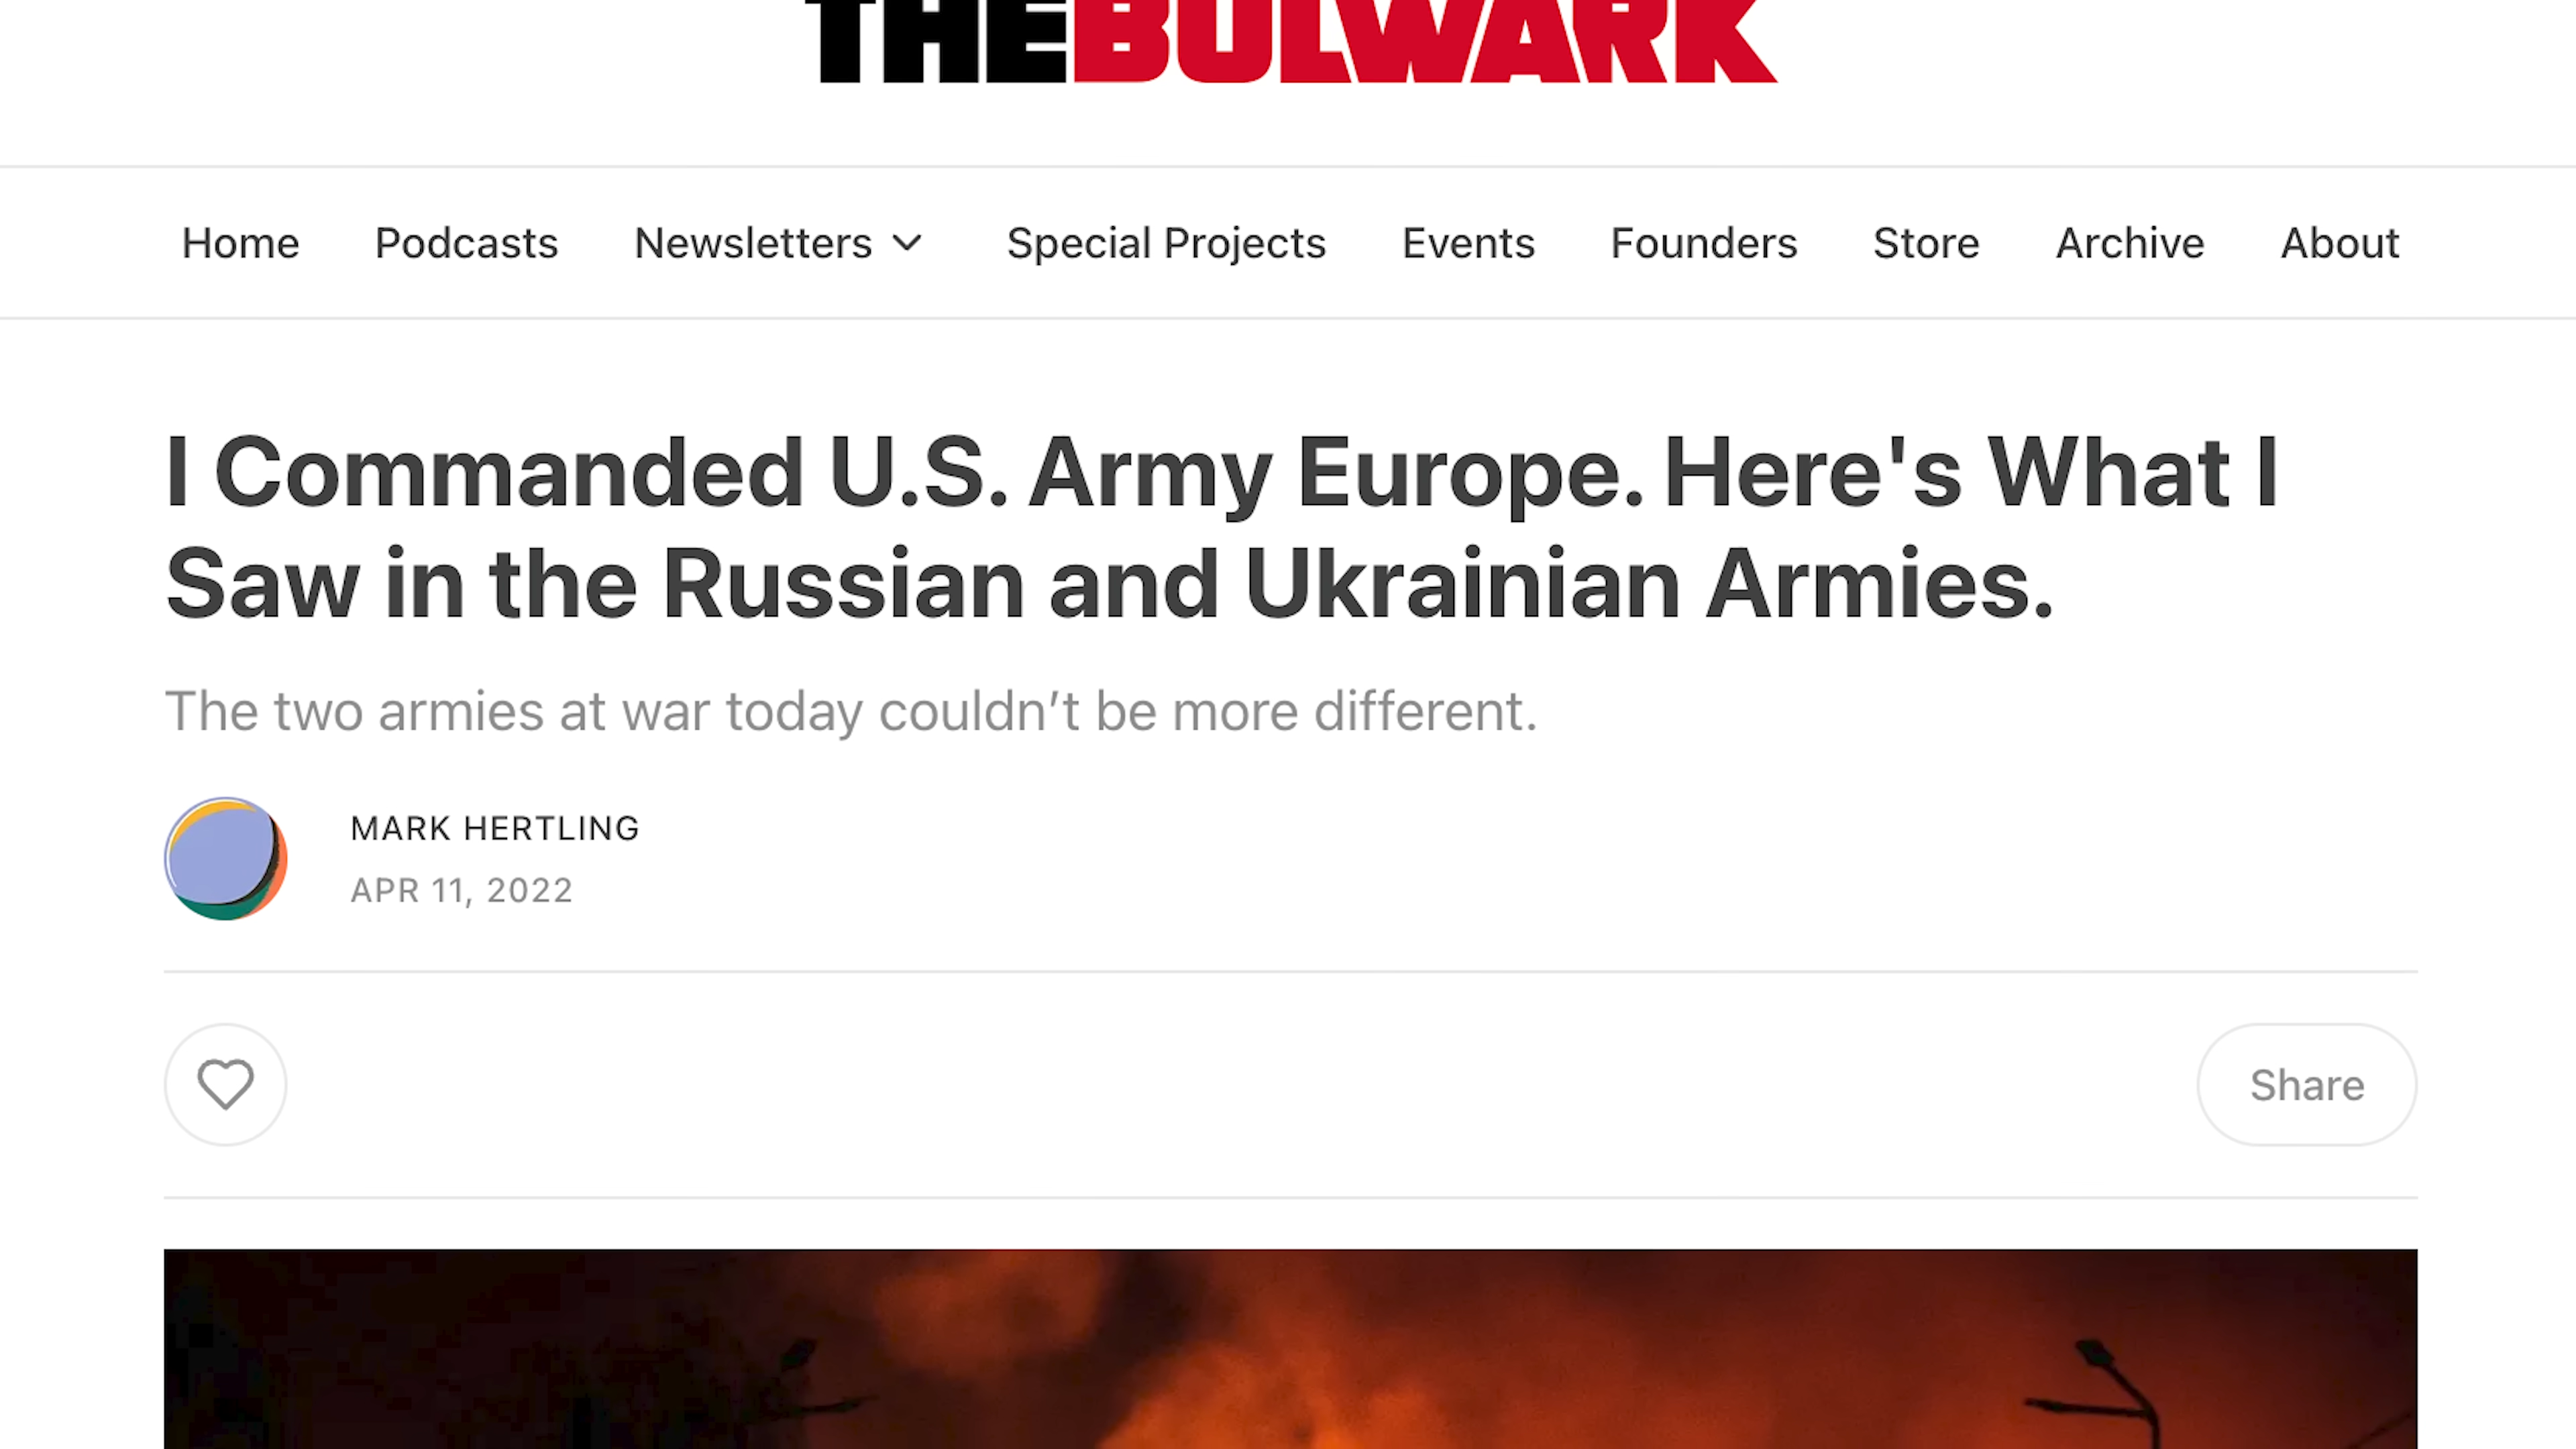 THEBULWARK
Home Podcasts Newsletters Special Projects Events Founders Store Archive About
I Commanded U.S. Army Europe. Here's What I
Saw in the Russian and Ukrainian Armies.
The two armies at war today couldn’t be more different.
MARK HERTLING
APR 11, 2022
Share